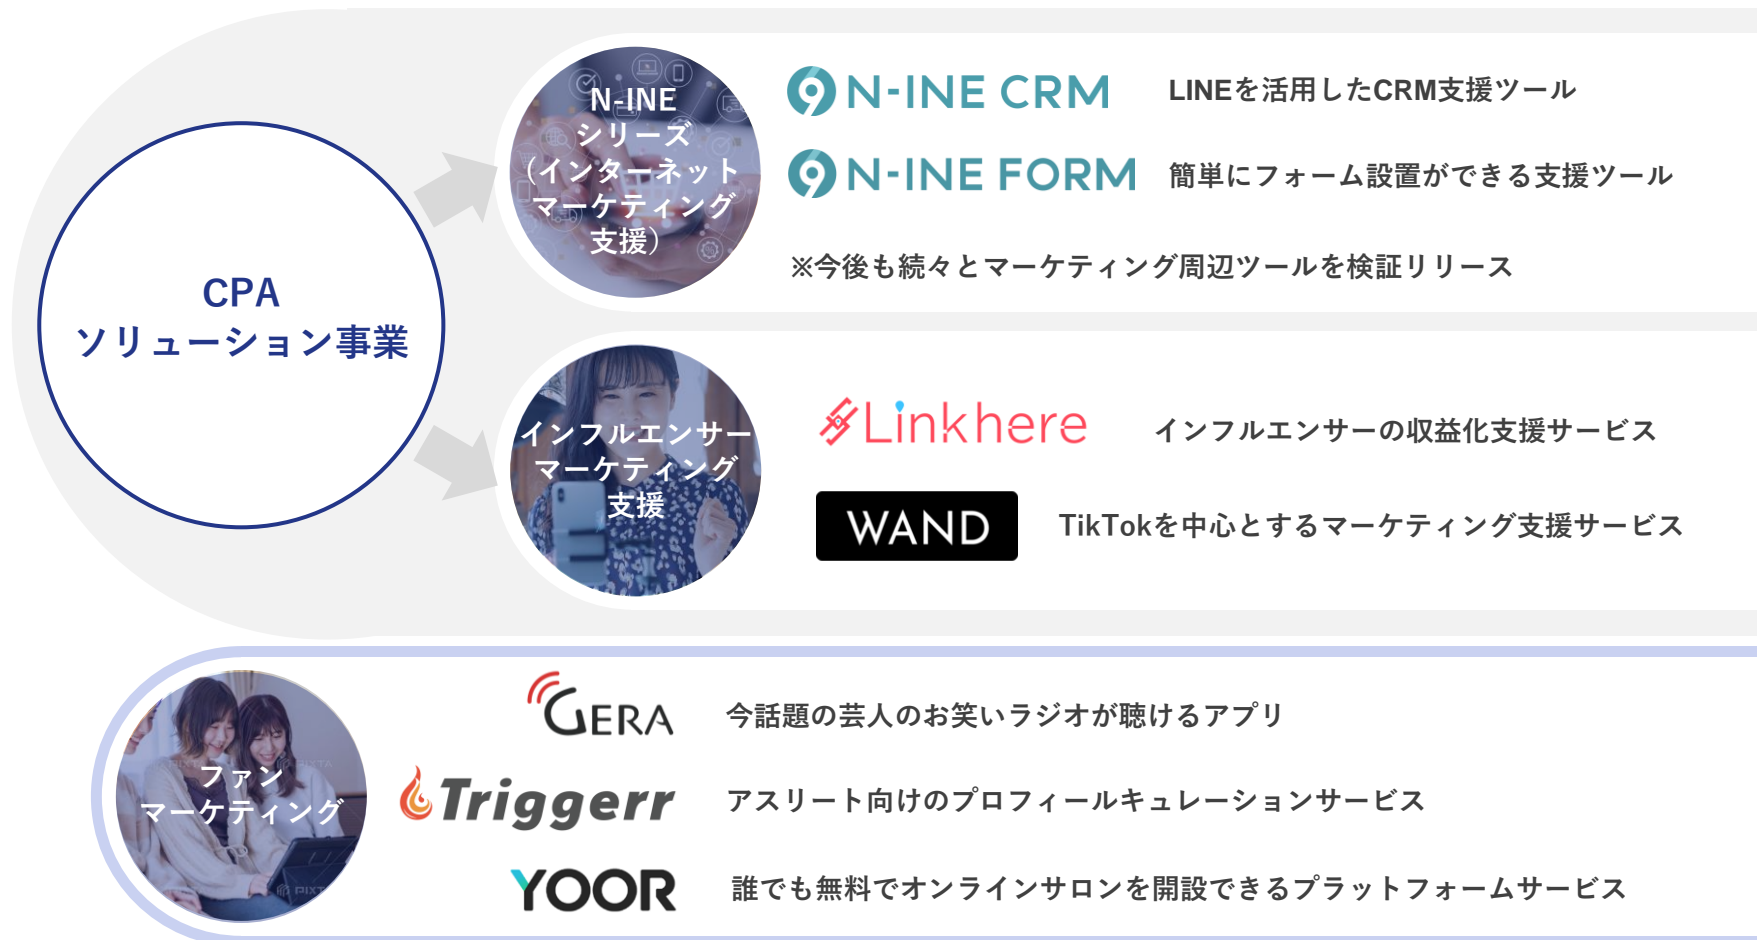 CPA
ソリューション事業
N-INE
シリーズ
(インターネット
マーケティング
支援）
N-INE CRM
LINEを活用したCRM支援ツール
N-INE FORM
簡単にフォーム設置ができる支援ツール
※今後も続々とマーケティング周辺ツールを検証リリース
インフルエンサー
マーケティング
支援
Linkhere
インフルエンサーの収益化支援サービス
WAND
TikTokを中心とするマーケティング支援サービス
ファン
マーケティング
GERA
今話題の芸人のお笑いラジオが聴けるアプリ
Triggerr
アスリート向けのプロフィールキュレーションサービス
YOOR
誰でも無料でオンラインサロンを開設できるプラットフォームサービス